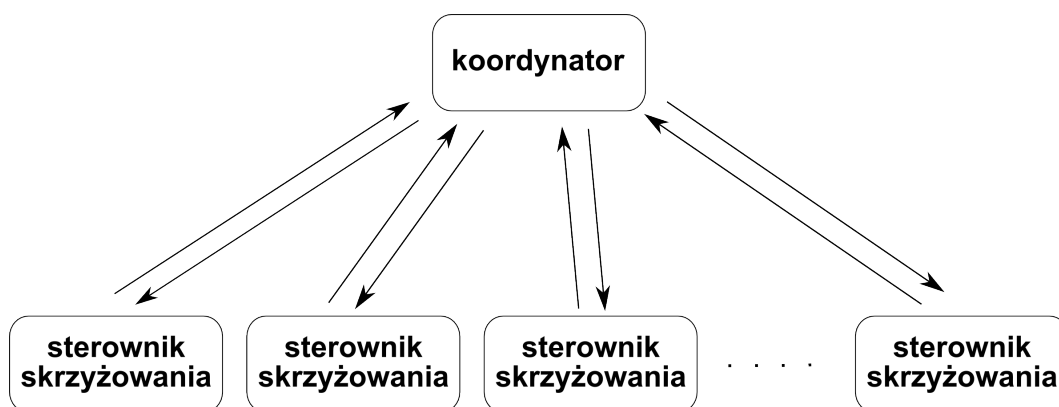 koordynator
sterownik
skrzyżowania
sterownik
skrzyżowania
sterownik
skrzyżowania
. . . .
sterownik
skrzyżowania